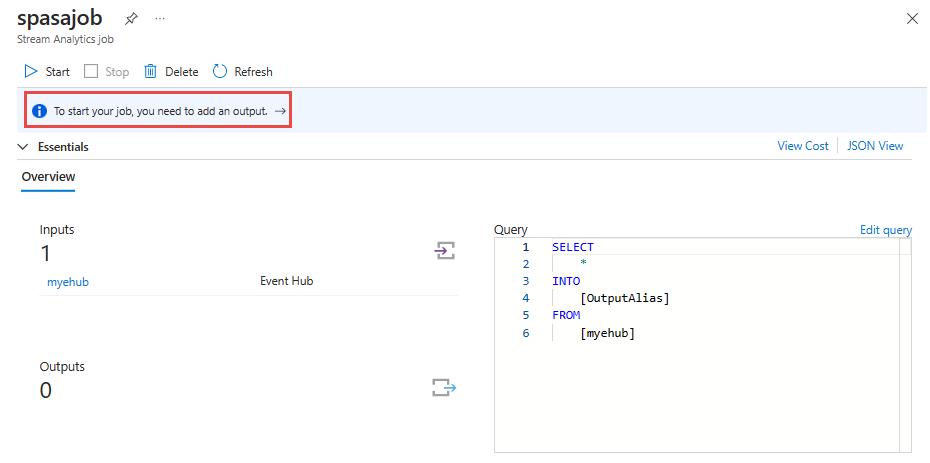 spasajob
Stream Analytics job
Start Stop Delete Refresh
To start your job, you need to add an output. →
Essentials View Cost JSON View
Overview
Inputs
1
myehub Event Hub
Outputs
0
Query Edit query
1 SELECT
2 *
3 INTO
4 [OutputAlias]
5 FROM
6 [myehub]